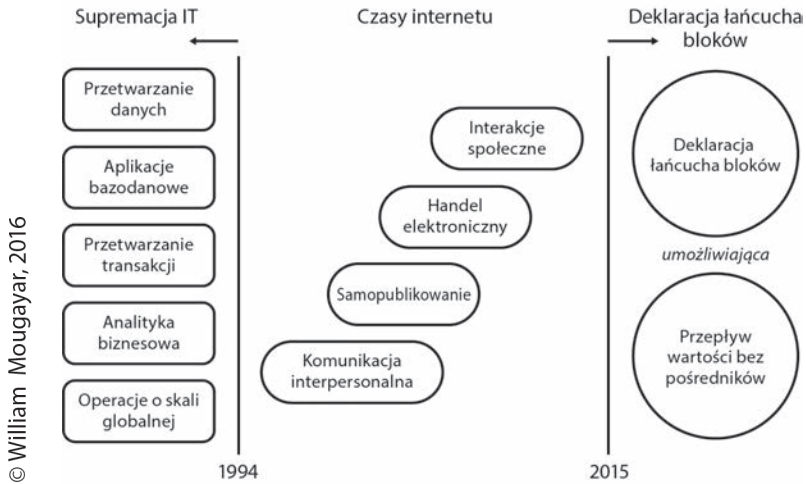 Supremacja IT
Czasy internetu
Deklaracja łańcucha
bloków
Przetwarzanie
danych
Aplikacje
bazodanowe
Przetwarzanie
transakcji
Analityka
biznesowa
Operacje o skali
globalnej
Interakcje
społeczne
Handel
elektroniczny
Samopublikowanie
Komunikacja
interpersonalna
Deklaracja
łańcucha bloków
umożliwiająca
Przepływ
wartości bez
pośredników
1994
2015
© William Mougayar, 2016